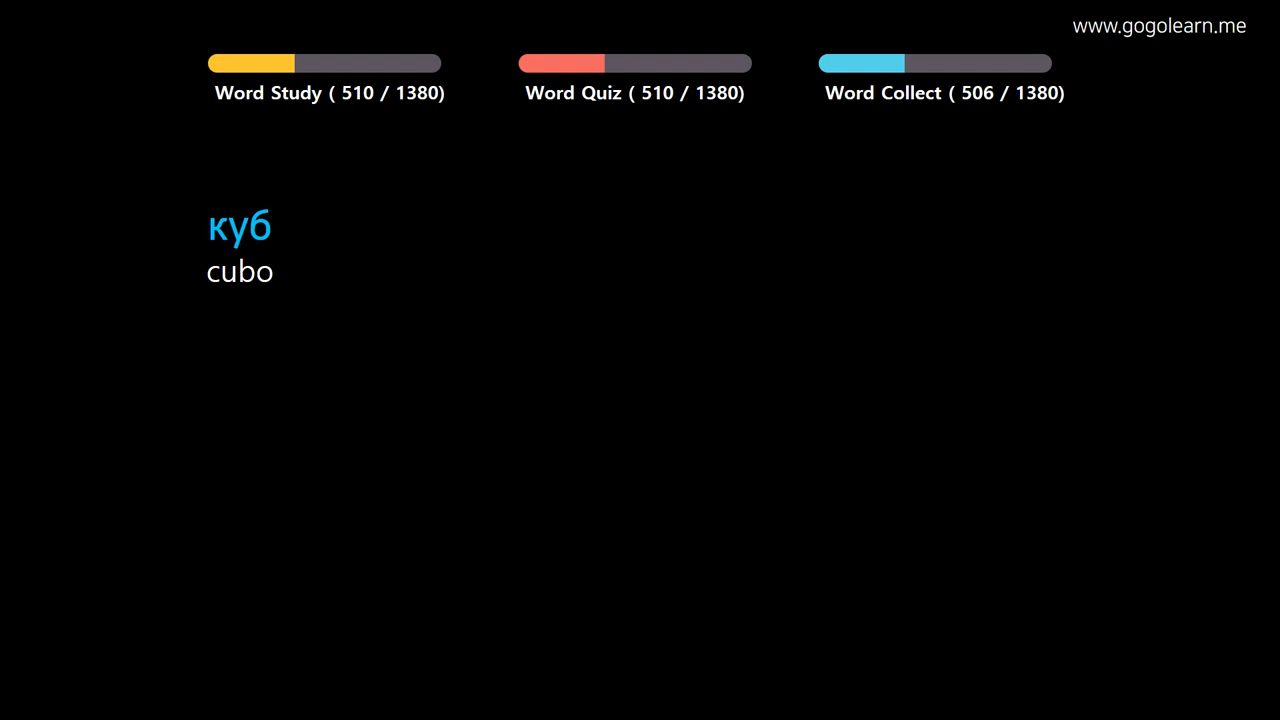 www.gogolearn.me
Word Study ( 510 / 1380)
Word Quiz ( 510 / 1380)
Word Collect ( 506 / 1380)
куб
cubo